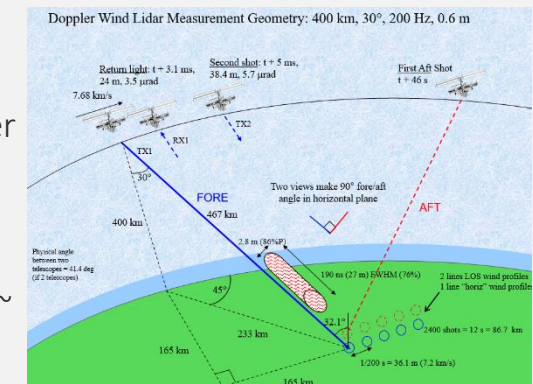 Doppler Wind Lidar Measurement Geometry: 400 km, 30°, 200 Hz, 0.6 m
Return light: t + 3.1 ms,
24 m, 3.5 μrad
Second shot: t + 5 ms,
38.4 m, 5.7 μrad
First Aft Shot
t + 46 s
7.68 km/s
er
TX2
RX1
TX1
30°
FORE
Two views make 90° fore/aft
angle in horizontal plane
AFT
467 km
400 km
2.8 m (86%P)
Physical angle
between two
telescopes = 41.4 deg
(if 2 telescopes)
190 ns (27 m) FWHM (76%)
2 lines LOS wind profiles
1 line "horiz" wind profiles
~
45°
32.1°
2400 shots = 12 s = 86.7 km
233 km
165 km
1/200 s = 36.1 m (7.2 km/s)
165 km